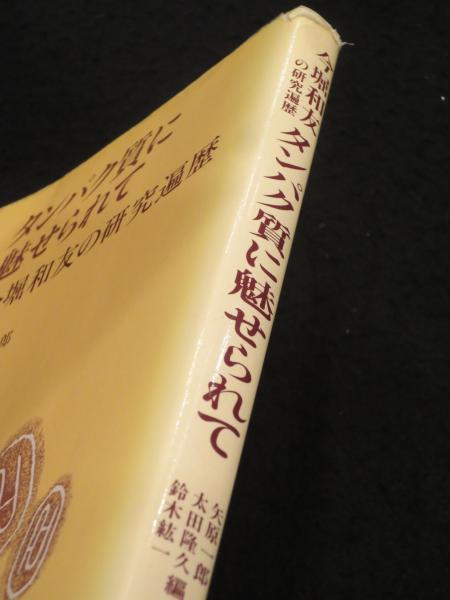 タンパク質に
魅せられて
今堀和友の研究遍歴
郎
今堀和友
の研究遍歴
タンパク質に魅せられて
矢原一郎
太田隆久
鈴木紘一
編